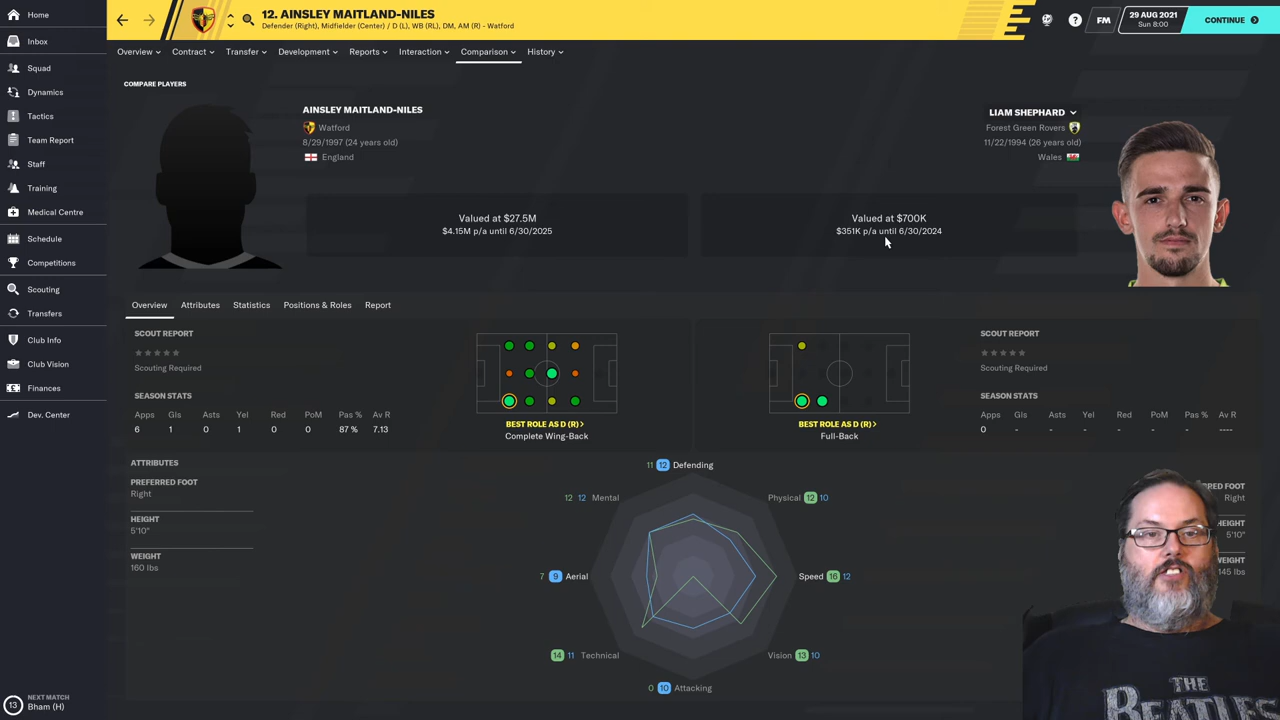 Home
Inbox
Squad
Dynamics
Tactics
Team Report
Staff
Training
Medical Centre
Schedule
Competitions
Scouting
Transfers
Club Info
Club Vision
Finances
Dev. Center
13
NEXT MATCH
Bham (H)
12. AINSLEY MAITLAND-NILES
Defender (Right), Midfielder (Center) / D (L), WB (RL), DM, AM (R) - Watford
?
FM
29 AUG 2021
Sun 8:00
CONTINUE
Overview Contract Transfer Development Reports Interaction Comparison History
COMPARE PLAYERS
AINSLEY MAITLAND-NILES
Watford
8/29/1997 (24 years old)
England
LIAM SHEPHARD
Forest Green Rovers
11/22/1994 (26 years old)
Wales
Valued at $27.5M
$4.15M p/a until 6/30/2025
Valued at $700K
$351K p/a until 6/30/2024
Overview Attributes Statistics Positions & Roles Report
SCOUT REPORT
Scouting Required
SEASON STATS
Apps Gls Asts Yel Red PoM Pas % Av R
6 1 0 1 0 0 87 % 7.13
BEST ROLE AS D (R)>
Complete Wing-Back
BEST ROLE AS D (R)>
Full-Back
SCOUT REPORT
Scouting Required
SEASON STATS
Apps Gls Asts Yel Red PoM Pas % Av R
0 - - - - - - ----
ATTRIBUTES
PREFERRED FOOT
Right
HEIGHT
5'10"
WEIGHT
160 lbs
11 12 Defending
12 12 Mental
Physical 12 10
7 9 Aerial
Speed 16 12
14 11 Technical
Vision 13 10
0 10 Attacking
RED FOOT
Right
HEIGHT
5'10"
WEIGHT
145 lbs
THE
BEATLES